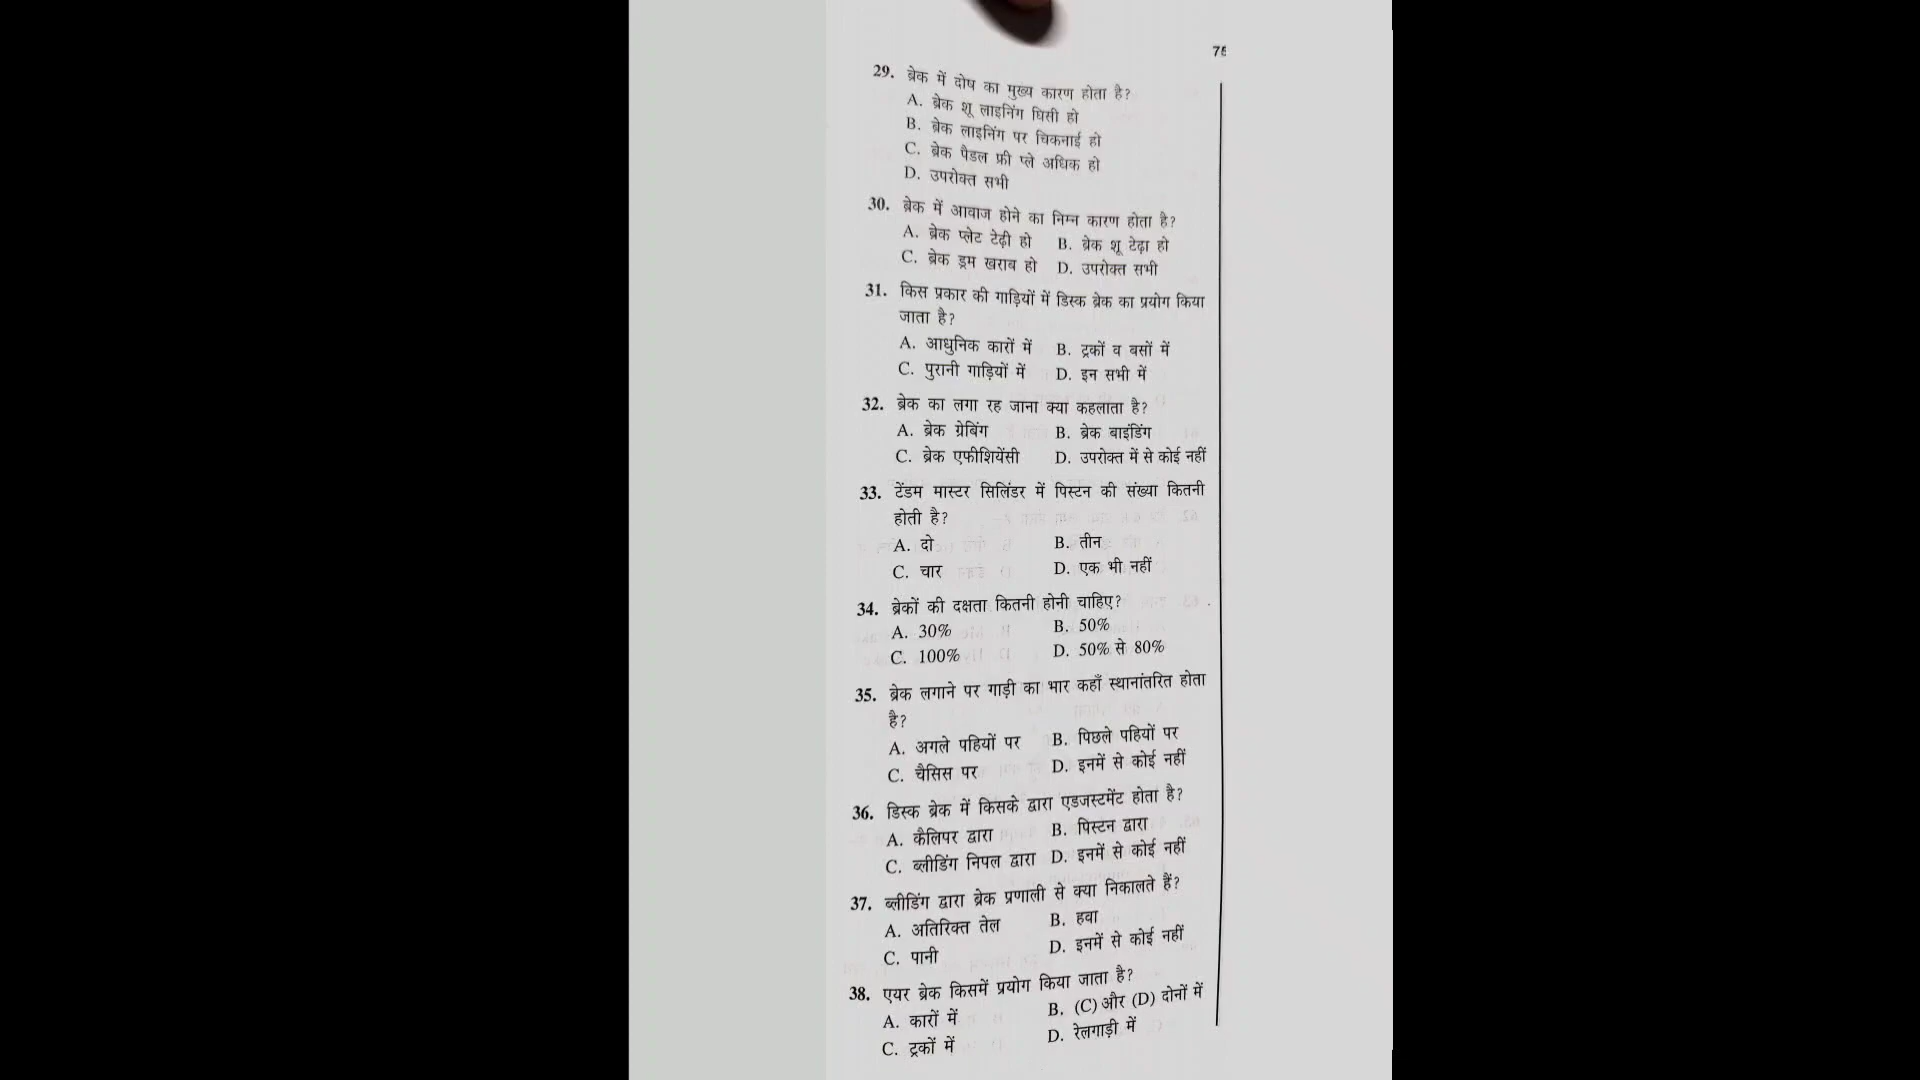 75
29. ब्रेक में दोष का मुख्य कारण होता है?
A. ब्रेक शू लाइनिंग घिसी हो
B. ब्रेक लाइनिंग पर चिकनाई हो
C. ब्रेक पैडल फ्री प्ले अधिक हो
D. उपरोक्त सभी
30. ब्रेक में आवाज होने का निम्न कारण होता है?
A. ब्रेक प्लेट टेढ़ी हो B. ब्रेक शू टेढ़ा हो
C. ब्रेक ड्रम खराब हो D. उपरोक्त सभी
31. किस प्रकार की गाड़ियों में डिस्क ब्रेक का प्रयोग किया
जाता है?
A. आधुनिक कारों में B. ट्रकों व बसों में
C. पुरानी गाड़ियों में D. इन सभी में
32. ब्रेक का लगा रह जाना क्या कहलाता है?
A. ब्रेक ग्रेबिंग B. ब्रेक बाइंडिंग
C. ब्रेक एफीशियेंसी D. उपरोक्त में से कोई नहीं
33. टेंडम मास्टर सिलिंडर में पिस्टन की संख्या कितनी
होती है?
A. दो B. तीन
C. चार D. एक भी नहीं
34. ब्रेकों की दक्षता कितनी होनी चाहिए?
A. 30% B. 50%
C. 100% D. 50% से 80%
35. ब्रेक लगाने पर गाड़ी का भार कहाँ स्थानांतरित होता
है?
A. अगले पहियों पर B. पिछले पहियों पर
C. चैसिस पर D. इनमें से कोई नहीं
36. डिस्क ब्रेक में किसके द्वारा एडजस्टमेंट होता है?
A. कैलिपर द्वारा B. पिस्टन द्वारा
C. ब्लीडिंग निपल द्वारा D. इनमें से कोई नहीं
37. ब्लीडिंग द्वारा ब्रेक प्रणाली से क्या निकालते हैं?
A. अतिरिक्त तेल B. हवा
C. पानी D. इनमें से कोई नहीं
38. एयर ब्रेक किसमें प्रयोग किया जाता है?
A. कारों में B. (C) और (D) दोनों में
C. ट्रकों में D. रेलगाड़ी में